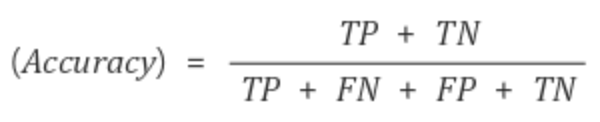 (Accuracy) = TP + TN / TP + FN + FP + TN